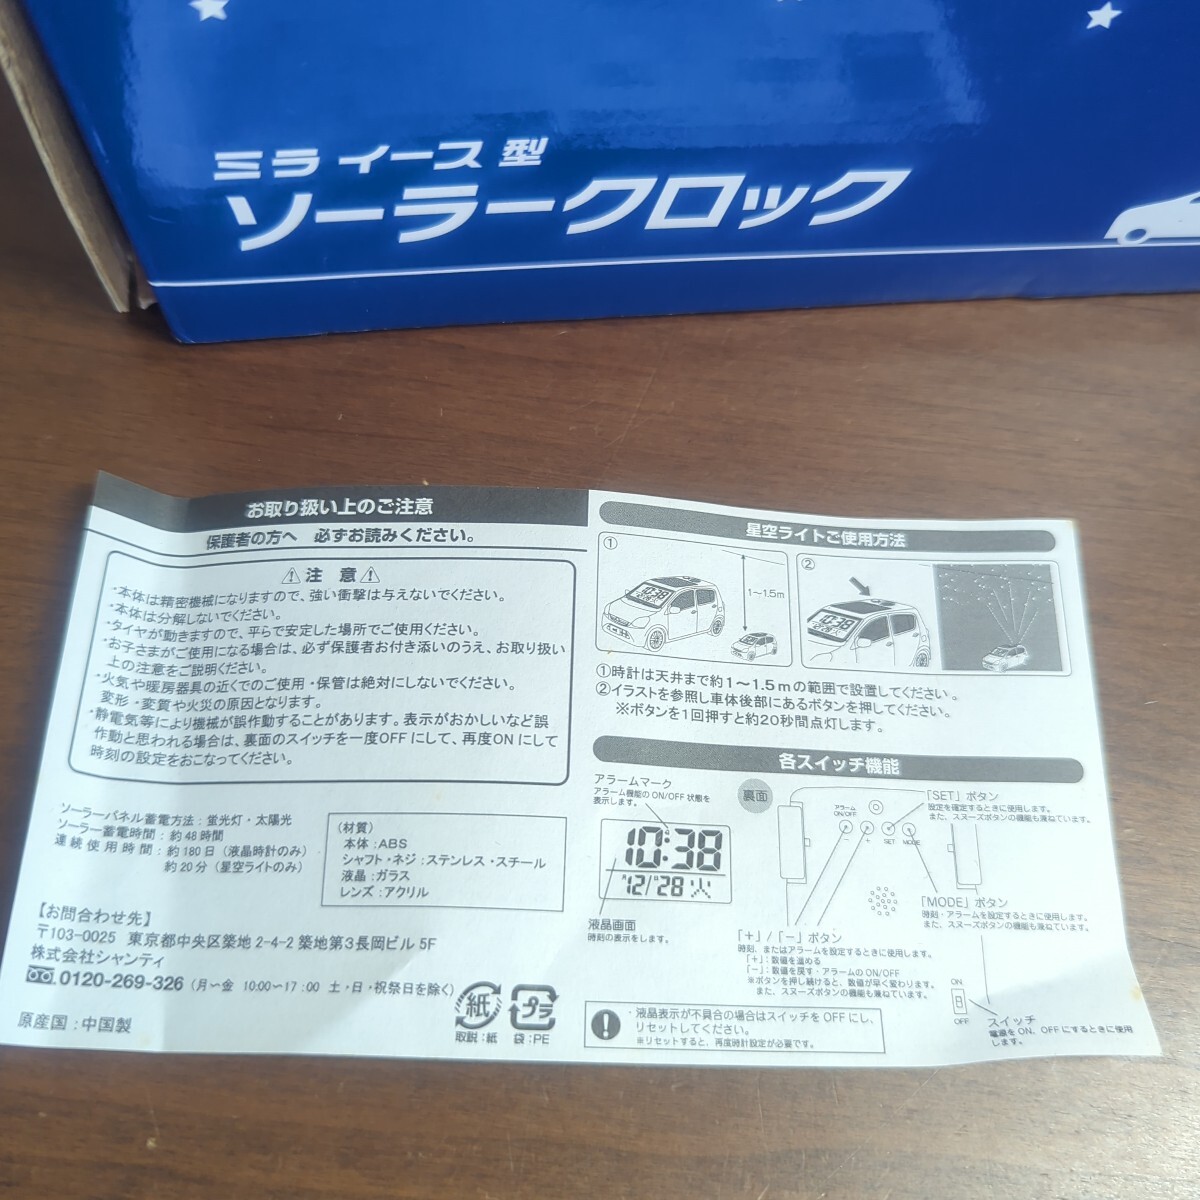 ミラ イース 型
ソーラークロック
お取り扱い上のご注意
保護者の方へ 必ずお読みください。
⚠注 意⚠
・本体は精密機械になりますので、強い衝撃は与えないでください。
・本体は分解しないでください。
・タイヤが動きますので、平らで安定した場所でご使用ください。
・お子さまがご使用になる場合は、必ず保護者お付き添いのうえ、お取り扱い
上の注意をご説明ください。
・火気や暖房器具の近くでのご使用・保管は絶対にしないでください。
変形・変質や火災の原因となります。
・静電気等により機械が誤作動することがあります。表示がおかしいなど誤
作動と思われる場合は、裏面のスイッチを一度OFFにして、再度ONにして
時刻の設定をおこなってください。
ソーラーパネル蓄電方法：蛍光灯・太陽光
ソーラー蓄電時間：約48時間
連続使用時間：約180日（液晶時計のみ）
約20分（星空ライトのみ）
（材質）
本体：ABS
シャフト・ネジ：ステンレス・スチール
液晶：ガラス
レンズ：アクリル
【お問合わせ先】
〒103-0025 東京都中央区築地 2-4-2 築地第3長岡ビル 5F
株式会社シャンティ
0120-269-326（月〜金 10:00〜17:00 土・日・祝祭日を除く）
原産国：中国製
紙
取説：紙
プラ
袋：PE
星空ライトご使用方法
①
10:38
1〜1.5m
②
10:38
①時計は天井まで約1〜1.5mの範囲で設置してください。
②イラストを参照し車体後部にあるボタンを押してください。
※ボタンを1回押すと約20秒間点灯します。
各スイッチ機能
アラームマーク
アラーム機能のON/OFF状態を
表示します。
10:38
月12/日28 火
液晶画面
時刻の表示をします。
裏面
アラーム
ON/OFF
＋
−
SET
MODE
「SET」ボタン
設定を確定するときに使用します。
また、スヌーズボタンの機能も兼ねています。
「MODE」ボタン
時刻・アラームを設定するときに使用します。
また、スヌーズボタンの機能も兼ねています。
「＋」/「−」ボタン
時刻、またはアラームを設定するときに使用します。
「＋」：数値を進める
「−」：数値を戻す・アラームのON/OFF
※ボタンを押し続けると、数値が早く変わります。
また、スヌーズボタンの機能も兼ねています。
ON
OFF
スイッチ
電源をON、OFFにするときに使用
します。
・液晶表示が不具合の場合はスイッチをOFFにし、
リセットしてください。
※リセットすると、再度時計設定が必要です。